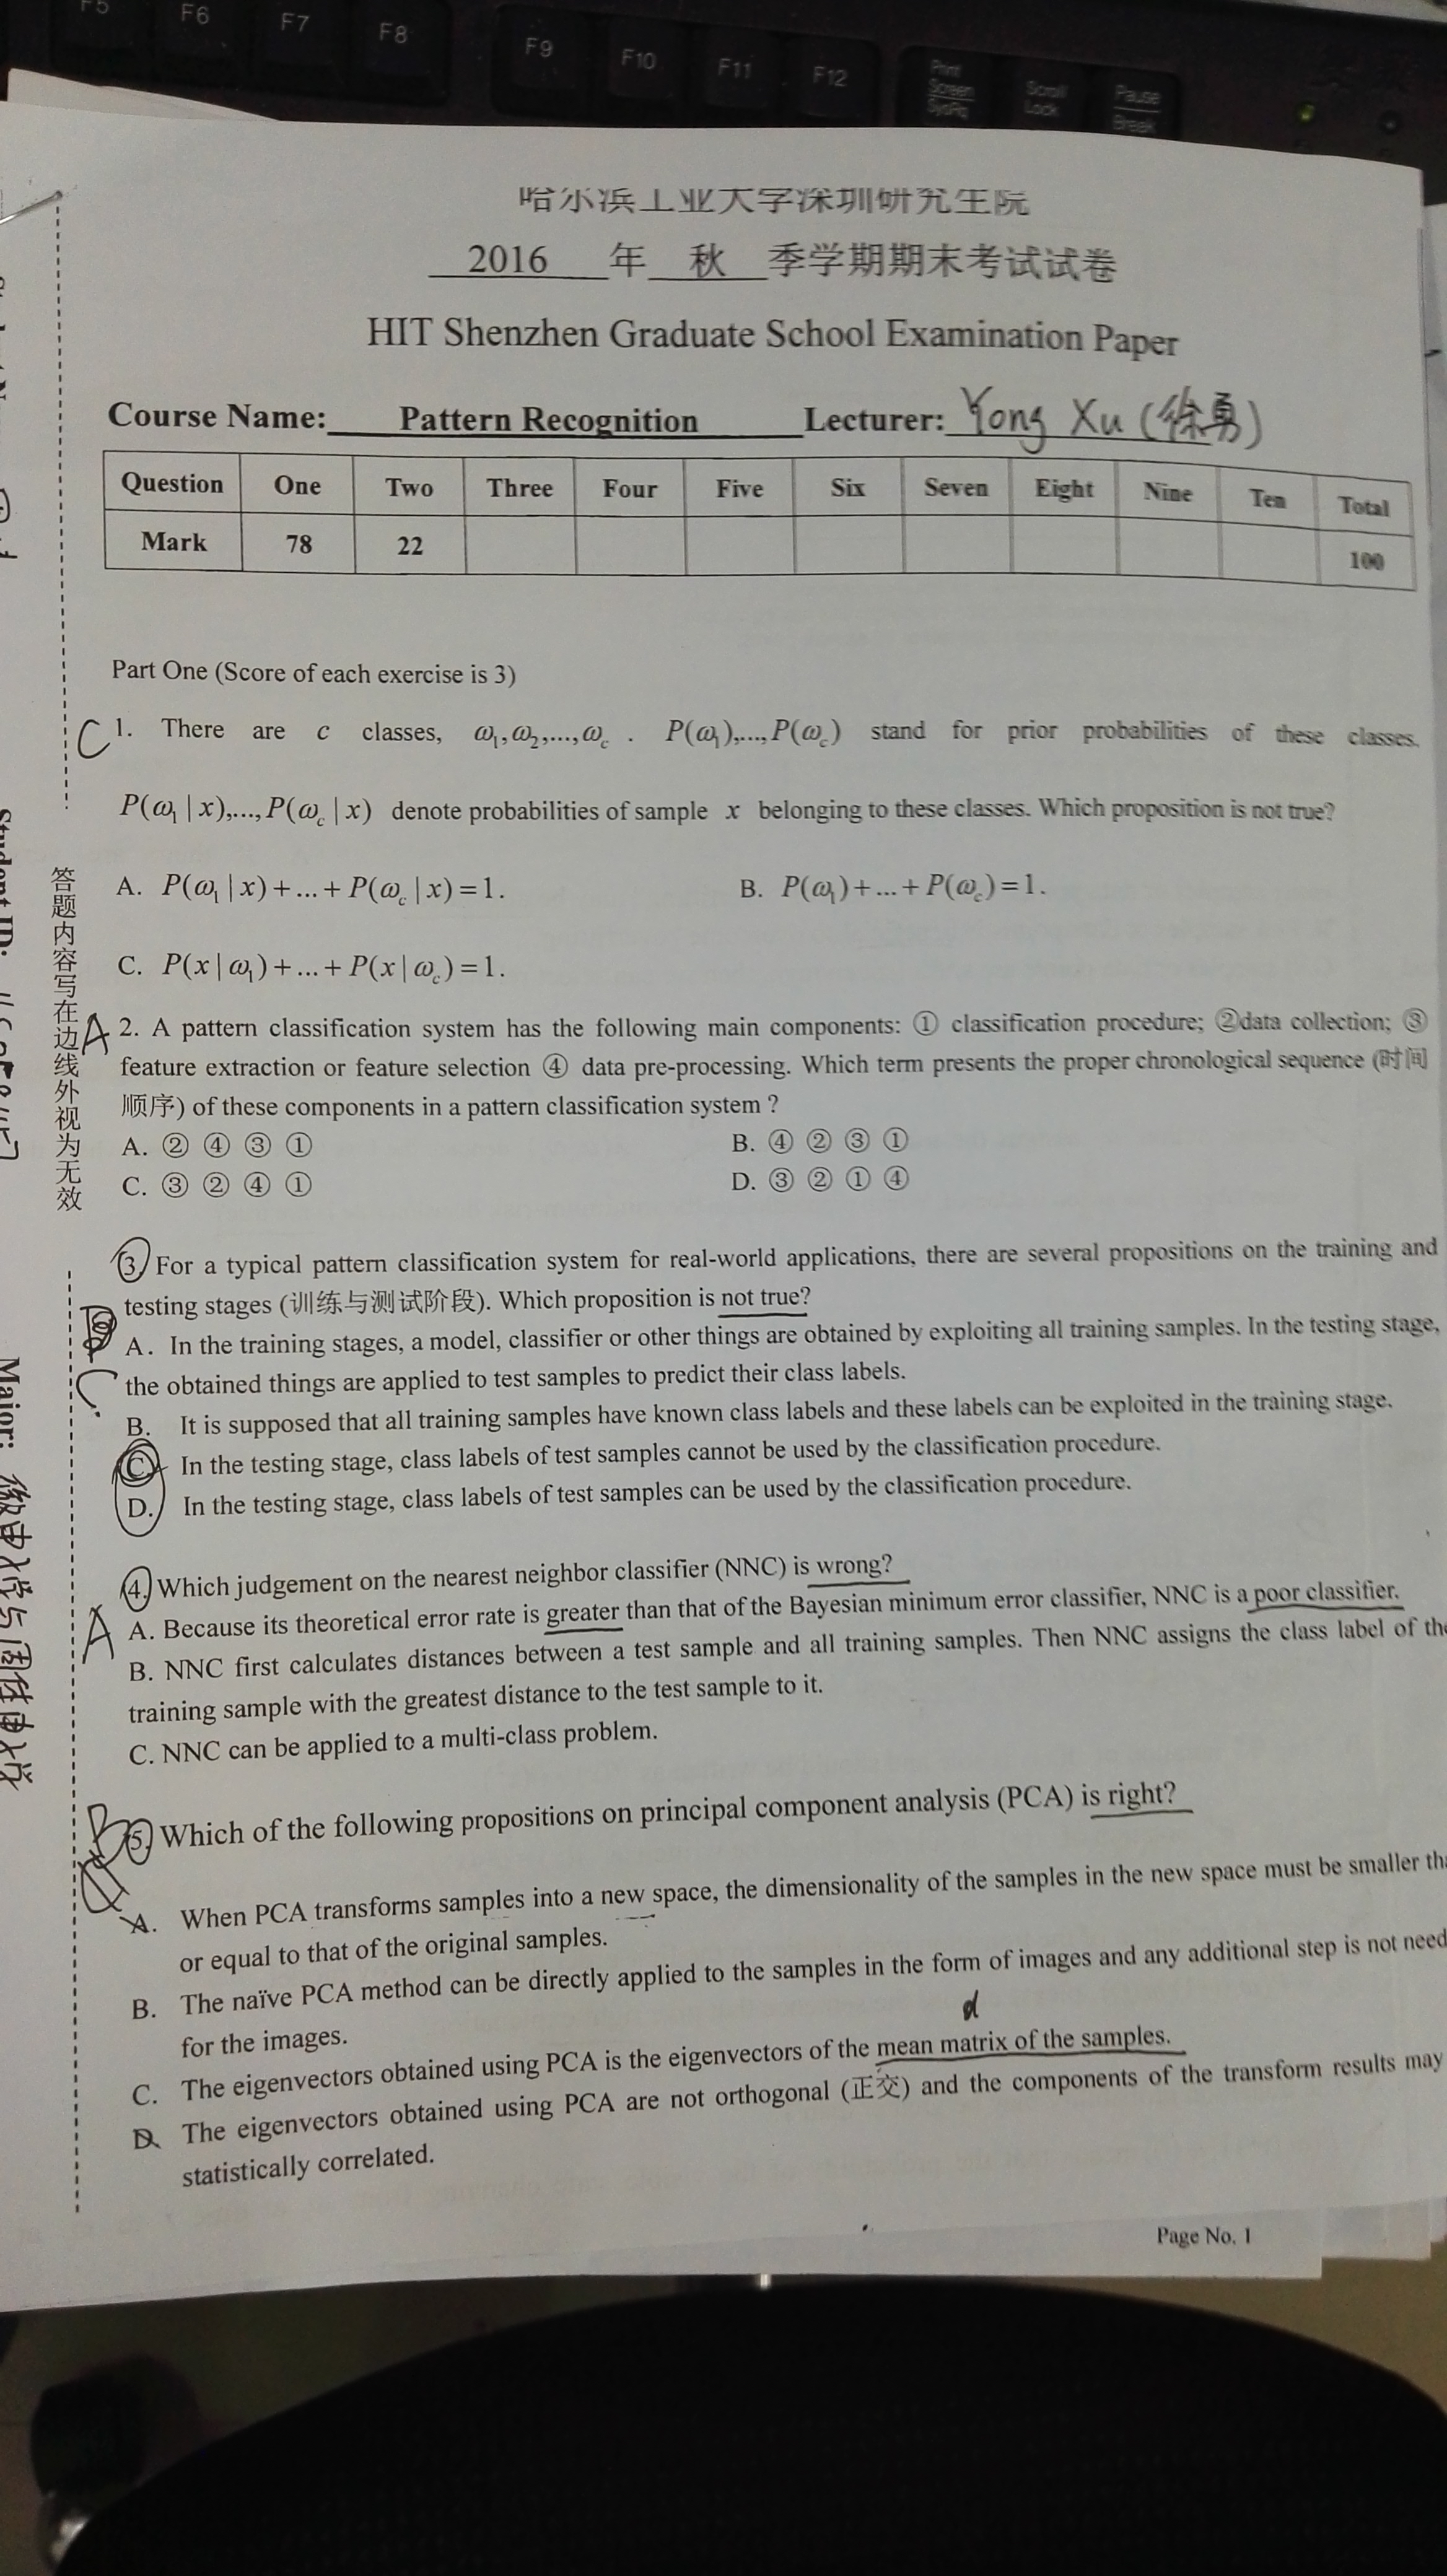 F5 F6 F7 F8 F9 F10 F11 F12 Print Screen SysRq Scroll Lock Pause Break
哈尔滨工业大学深圳研究生院
2016 年 秋 季学期期末考试试卷
HIT Shenzhen Graduate School Examination Paper
Course Name: Pattern Recognition Lecturer: Yong Xu (徐勇)
Question One Two Three Four Five Six Seven Eight Nine Ten Total
Mark 78 22 100
Part One (Score of each exercise is 3)
C 1. There are c classes, ω₁,ω₂,...,ω_c . P(ω₁),...,P(ω_c) stand for prior probabilities of these classes.
P(ω₁|x),...,P(ω_c|x) denote probabilities of sample x belonging to these classes. Which proposition is not true?
A. P(ω₁|x)+...+P(ω_c|x)=1. B. P(ω₁)+...+P(ω_c)=1.
C. P(x|ω₁)+...+P(x|ω_c)=1.
A 2. A pattern classification system has the following main components: ① classification procedure; ②data collection; ③
feature extraction or feature selection ④ data pre-processing. Which term presents the proper chronological sequence (时间
顺序) of these components in a pattern classification system ?
A. ② ④ ③ ① B. ④ ② ③ ①
C. ③ ② ④ ① D. ③ ② ① ④
3. For a typical pattern classification system for real-world applications, there are several propositions on the training and
testing stages (训练与测试阶段). Which proposition is not true?
A. In the training stages, a model, classifier or other things are obtained by exploiting all training samples. In the testing stage,
C the obtained things are applied to test samples to predict their class labels.
B. It is supposed that all training samples have known class labels and these labels can be exploited in the training stage.
C. In the testing stage, class labels of test samples cannot be used by the classification procedure.
D. In the testing stage, class labels of test samples can be used by the classification procedure.
4. Which judgement on the nearest neighbor classifier (NNC) is wrong?
A A. Because its theoretical error rate is greater than that of the Bayesian minimum error classifier, NNC is a poor classifier.
B. NNC first calculates distances between a test sample and all training samples. Then NNC assigns the class label of the
training sample with the greatest distance to the test sample to it.
C. NNC can be applied to a multi-class problem.
B 5. Which of the following propositions on principal component analysis (PCA) is right?
A. When PCA transforms samples into a new space, the dimensionality of the samples in the new space must be smaller tha
or equal to that of the original samples.
B. The naïve PCA method can be directly applied to the samples in the form of images and any additional step is not need
for the images.
d
C. The eigenvectors obtained using PCA is the eigenvectors of the mean matrix of the samples.
D. The eigenvectors obtained using PCA are not orthogonal (正交) and the components of the transform results may
statistically correlated.
Page No. 1
答题内容写在边线外视为无效
Student ID:
Major: 微电子学与固体电子学